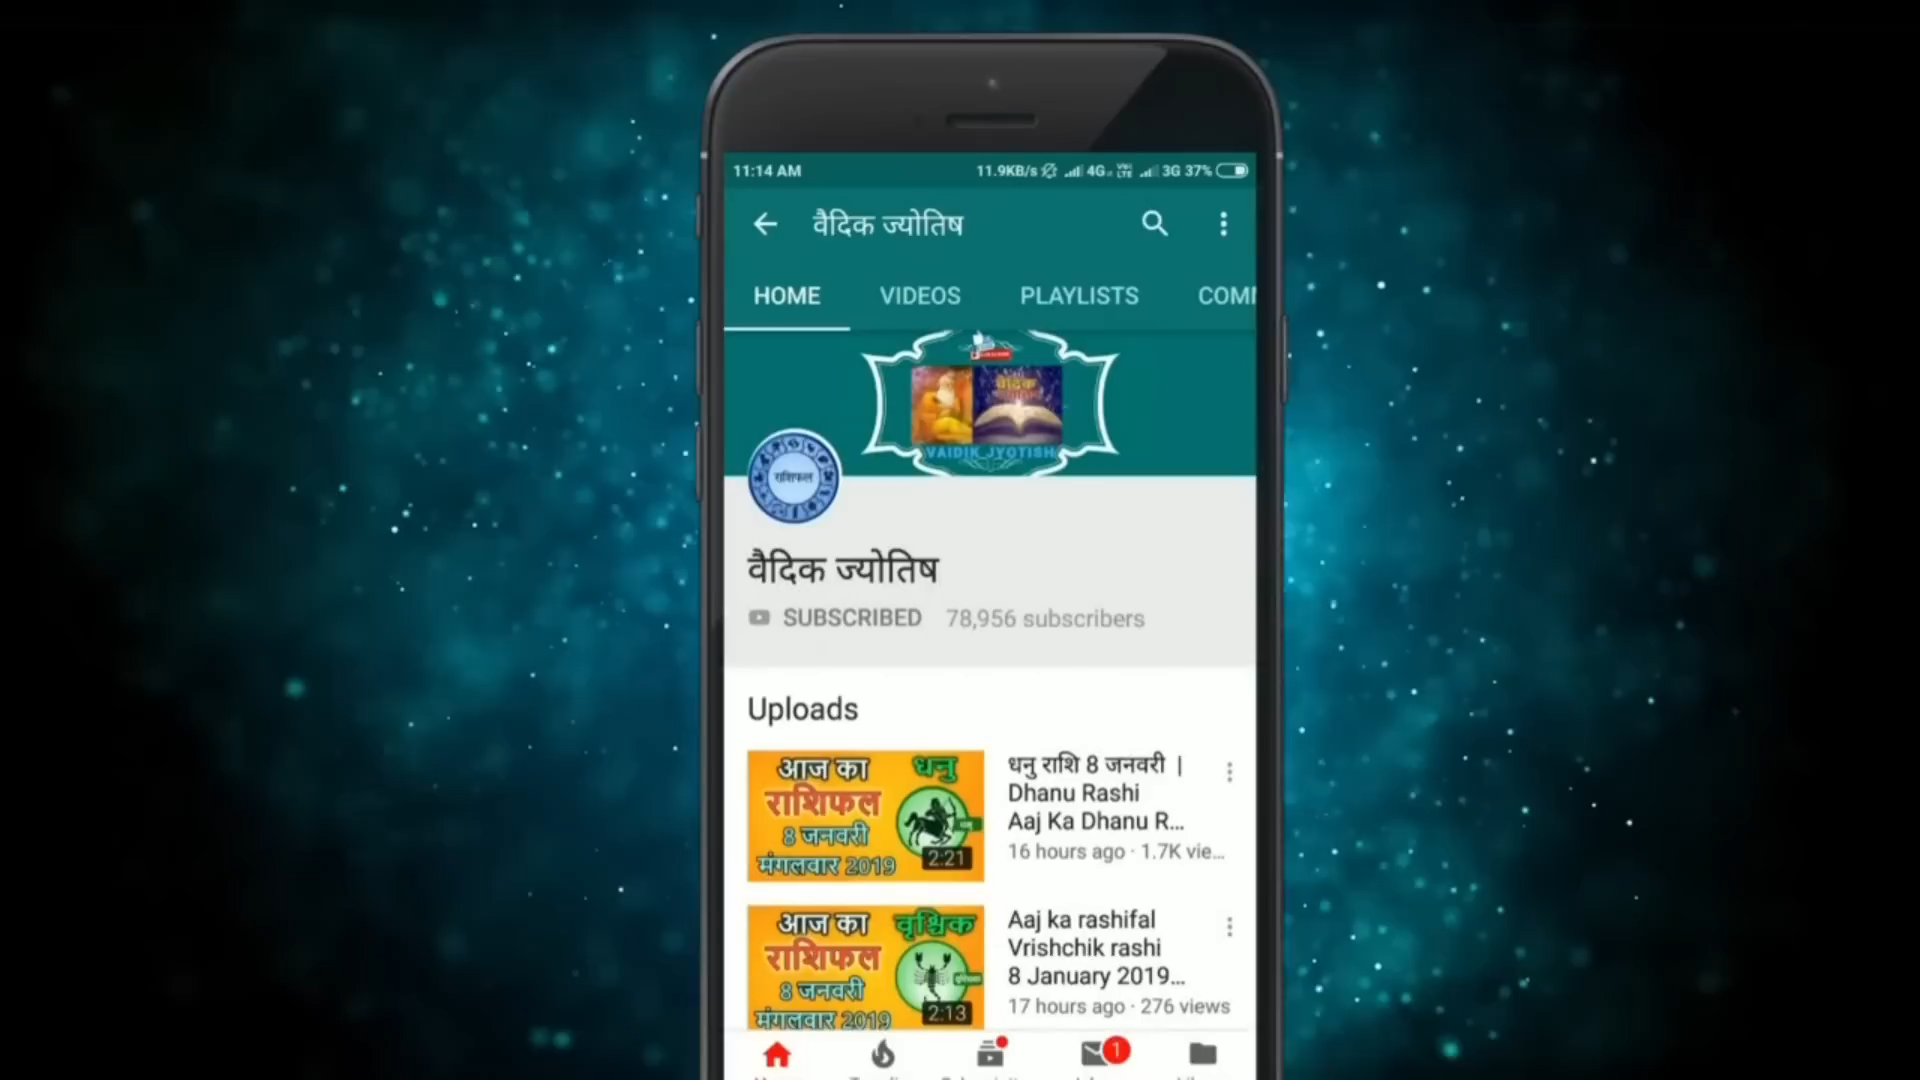 11:14 AM 11.9KB/s 4G 3G 37%
वैदिक ज्योतिष
HOME VIDEOS PLAYLISTS COMM
वैदिक
VAIDIK JYOTISH
राशिफल
वैदिक ज्योतिष
SUBSCRIBED 78,956 subscribers
Uploads
आज का धनु
राशिफल
8 जनवरी
मंगलवार 2019
2:21
धनु राशि 8 जनवरी |
Dhanu Rashi
Aaj Ka Dhanu R...
16 hours ago · 1.7K vie...
आज का वृश्चिक
राशिफल
8 जनवरी
मंगलवार 2019
2:13
Aaj ka rashifal
Vrishchik rashi
8 January 2019...
17 hours ago · 276 views
1